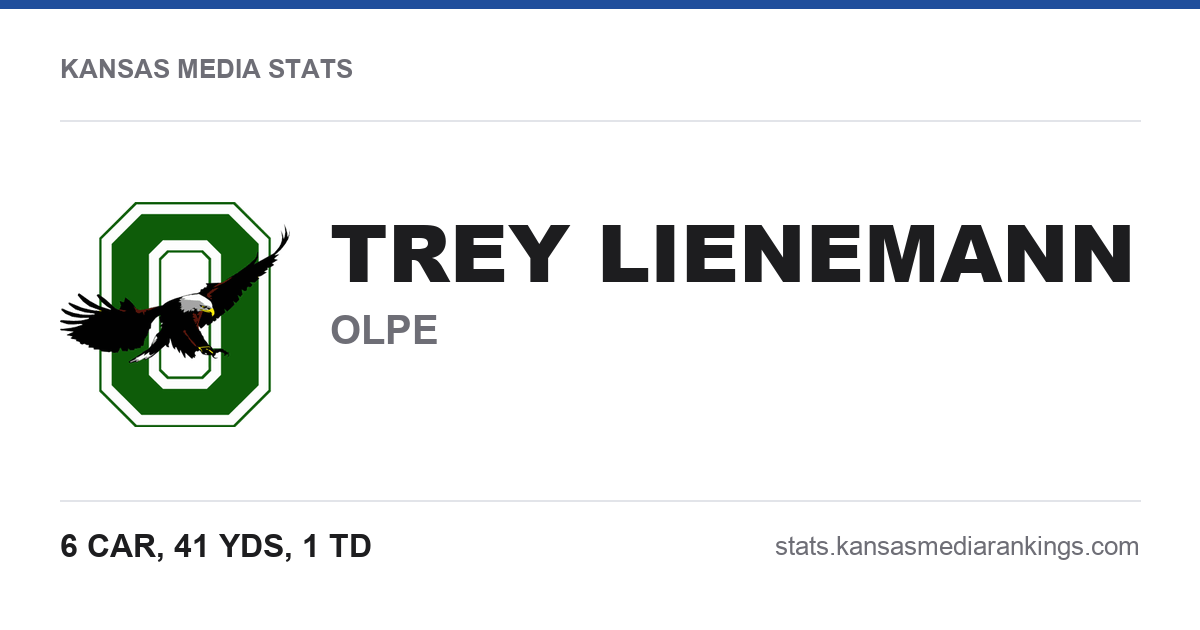 KANSAS MEDIA STATS
TREY LIENEMANN
OLPE
6 CAR, 41 YDS, 1 TD
stats.kansasmediarankings.com